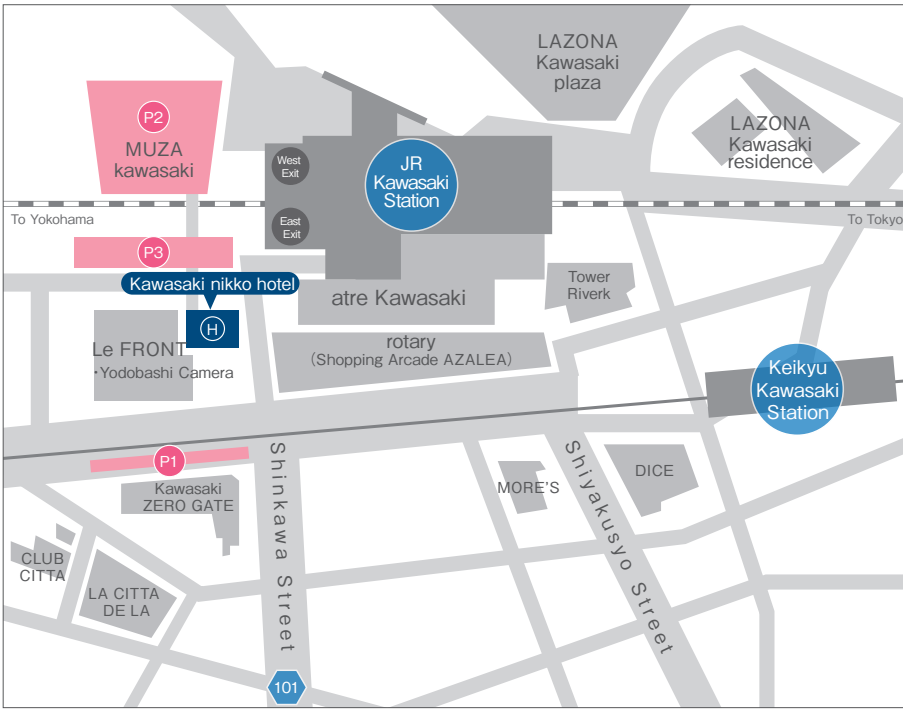 LAZONA
Kawasaki
plaza
P2
MUZA
kawasaki
LAZONA
Kawasaki
residence
West
Exit
JR
Kawasaki
Station
East
Exit
To Yokohama
To Tokyo
P3
Kawasaki nikko hotel
H
atre Kawasaki
Tower
Riverk
Le FRONT
・Yodobashi Camera
rotary
(Shopping Arcade AZALEA)
Keikyu
Kawasaki
Station
P1
Kawasaki
ZERO GATE
Shinkawa Street
MORE'S
Shiyakusyo Street
DICE
CLUB
CITTA
LA CITTA
DE LA
101